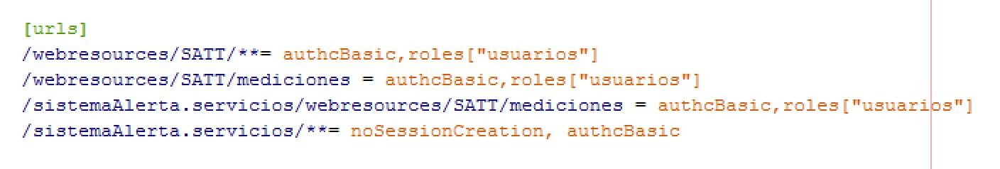 [urls]
/webresources/SATT/**= authcBasic,roles["usuarios"]
/webresources/SATT/mediciones = authcBasic,roles["usuarios"]
/sistemaAlerta.servicios/webresources/SATT/mediciones = authcBasic,roles["usuarios"]
/sistemaAlerta.servicios/**= noSessionCreation, authcBasic